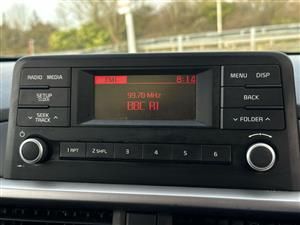 RADIO MEDIA
SETUP
CLOCK
SEEK
TRACK
FM1 8:14
99.70 MHz
BBC R1
MENU DISP
BACK
FOLDER
1 RPT 2 SHFL 3 4 5 6